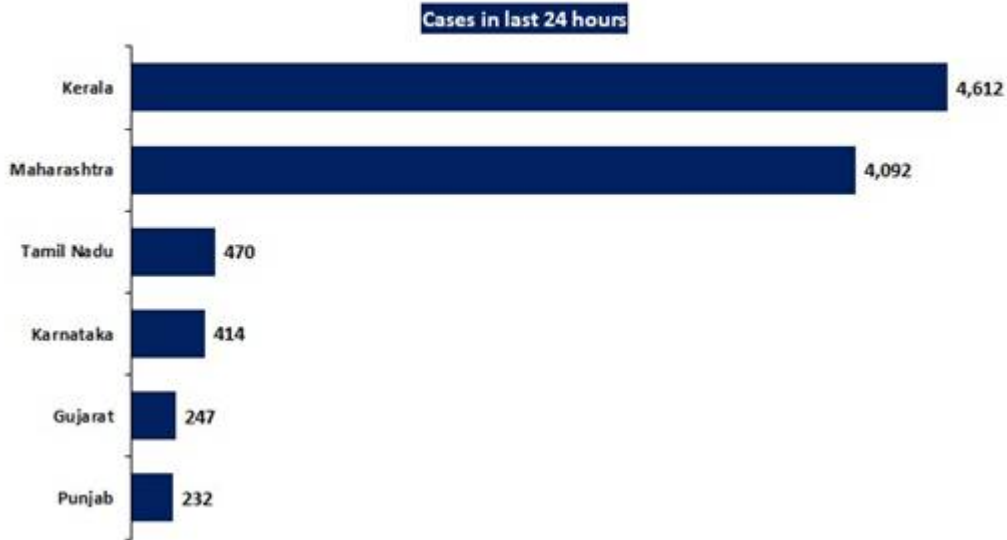 Cases in last 24 hours
Kerala 4,612
Maharashtra 4,092
Tamil Nadu 470
Karnataka 414
Gujarat 247
Punjab 232